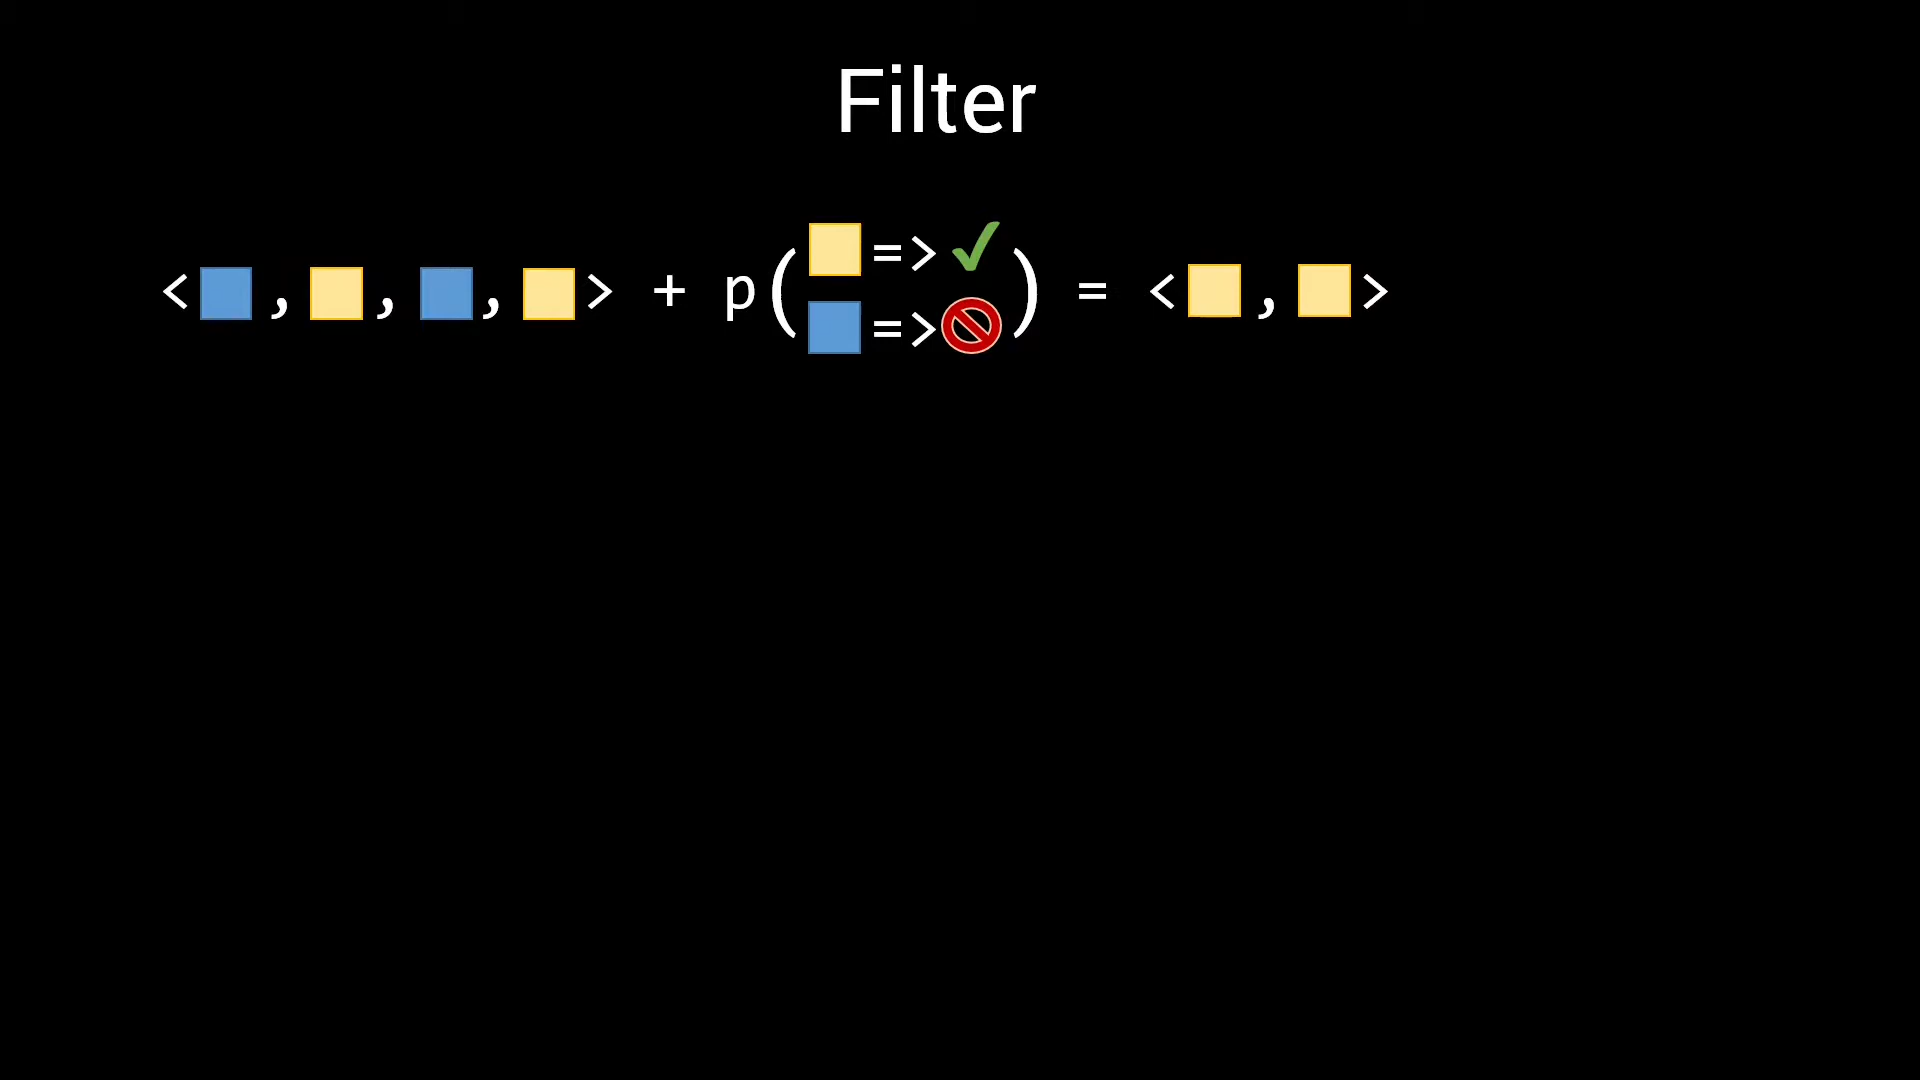 Filter
< , , , > + p( => ) = < , >
=>